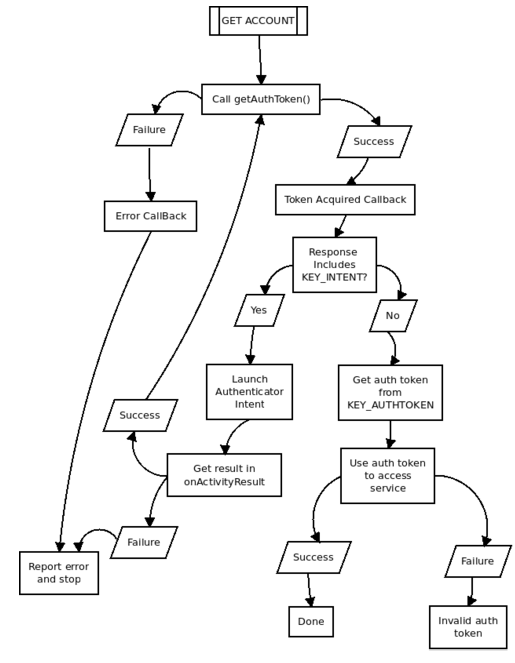 GET ACCOUNT
Call getAuthToken()
Failure
Success
Error CallBack
Token Acquired Callback
Response
Includes
KEY_INTENT?
Yes
No
Launch
Authenticator
Intent
Get auth token
from
KEY_AUTHTOKEN
Success
Get result in
onActivityResult
Use auth token
to access
service
Failure
Success
Failure
Report error
and stop
Done
Invalid auth
token